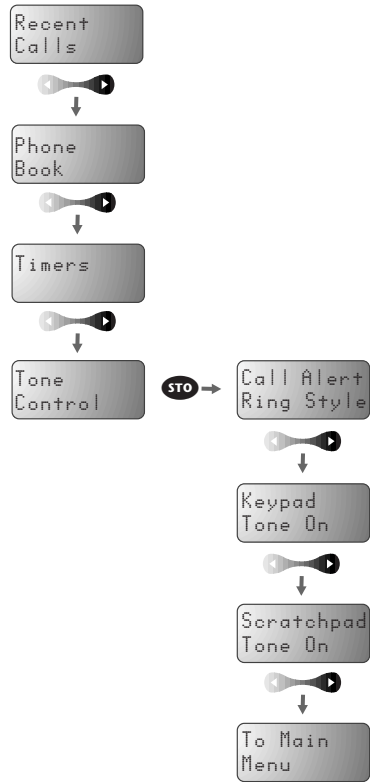 Recent
Calls
Phone
Book
Timers
Tone
Control
STO
Call Alert
Ring Style
Keypad
Tone On
Scratchpad
Tone On
To Main
Menu